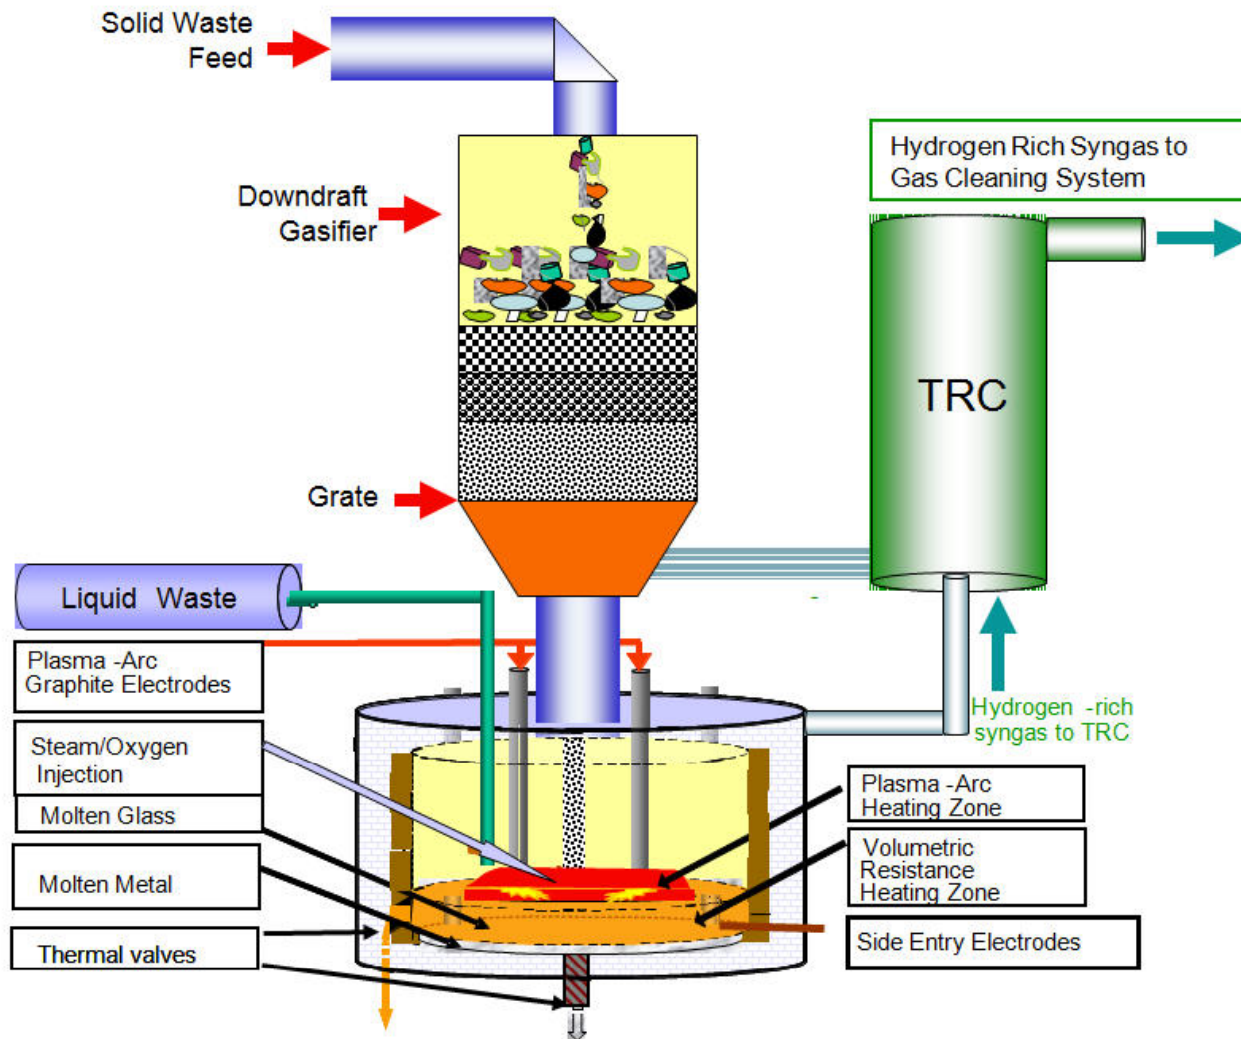 Solid Waste
Feed
Hydrogen Rich Syngas to
Gas Cleaning System
Downdraft
Gasifier
TRC
Grate
Liquid Waste
Plasma -Arc
Graphite Electrodes
Hydrogen -rich
syngas to TRC
Steam/Oxygen
Injection
Plasma -Arc
Heating Zone
Molten Glass
Volumetric
Resistance
Heating Zone
Molten Metal
Side Entry Electrodes
Thermal valves